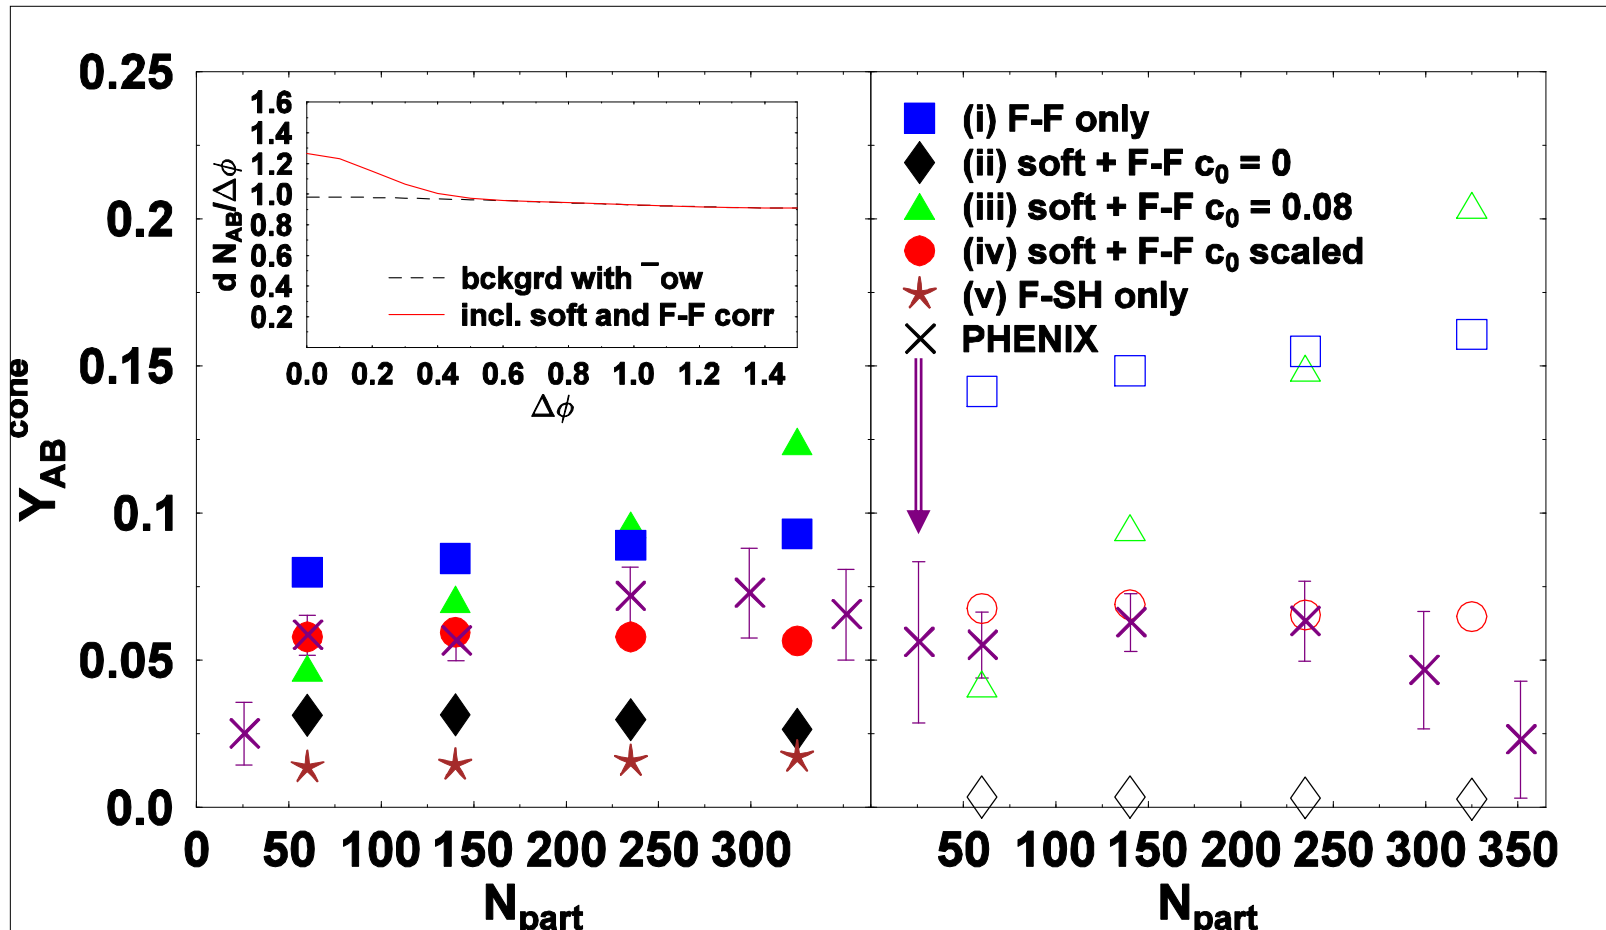 0.25
0.2
0.15
0.1
0.05
0.0
Y_AB^cone
1.6
1.4
1.2
1.0
0.8
0.6
0.4
0.2
d N_AB/Δϕ
bckgrd with ¯ow
incl. soft and F-F corr
0.0 0.2 0.4 0.6 0.8 1.0 1.2 1.4
Δϕ
(i) F-F only
(ii) soft + F-F c₀ = 0
(iii) soft + F-F c₀ = 0.08
(iv) soft + F-F c₀ scaled
(v) F-SH only
PHENIX
0 50 100 150 200 250 300
50 100 150 200 250 300 350
N_part
N_part